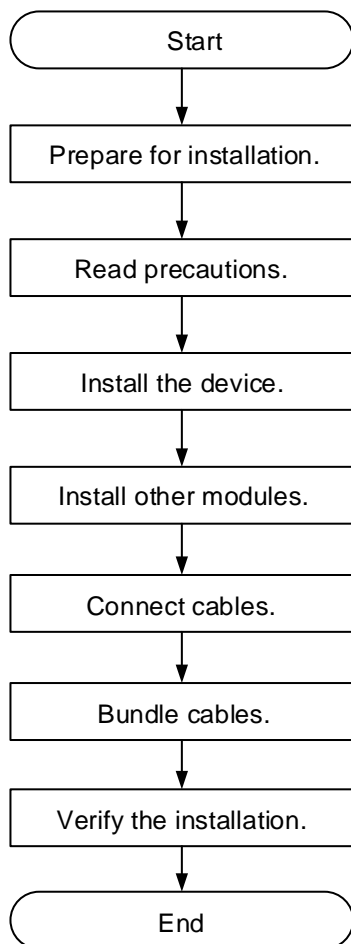 Start
Prepare for installation.
Read precautions.
Install the device.
Install other modules.
Connect cables.
Bundle cables.
Verify the installation.
End